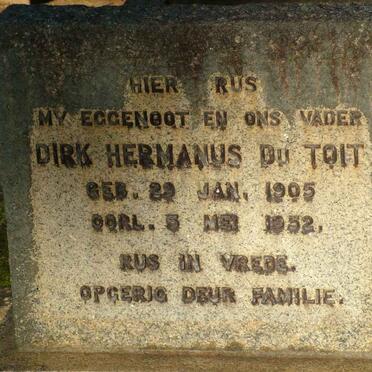 HIER RUS
MY EGGENOOT EN ONS VADER
DIRK HERMANUS DU TOIT
GEB. 29 JAN. 1905
OORL. 5 MEI 1952.
RUS IN VREDE.
OPGERIG DEUR FAMILIE.